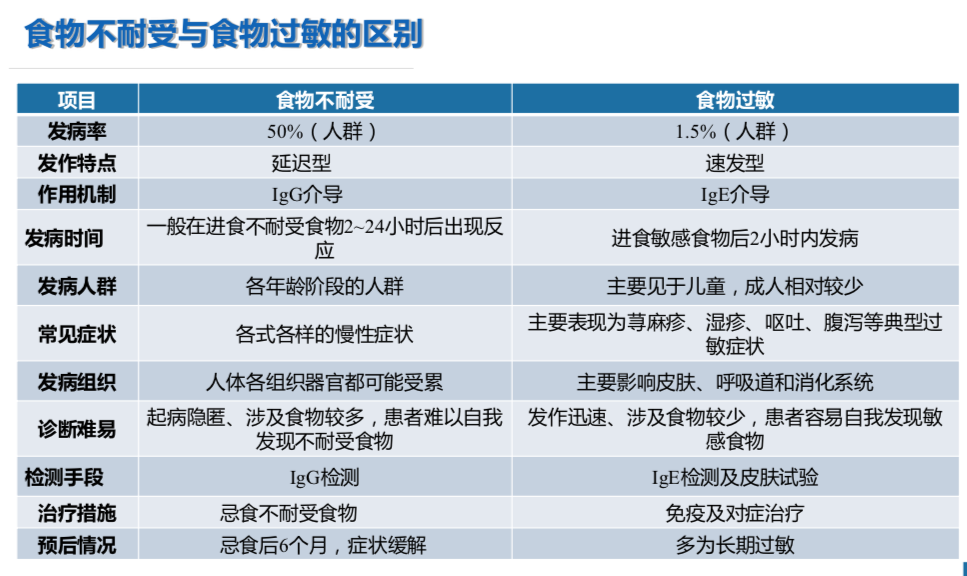 食物不耐受与食物过敏的区别
项目 食物不耐受 食物过敏
发病率 50%（人群） 1.5%（人群）
发作特点 延迟型 速发型
作用机制 IgG介导 IgE介导
发病时间 一般在进食不耐受食物2~24小时后出现反
应 进食敏感食物后2小时内发病
发病人群 各年龄阶段的人群 主要见于儿童，成人相对较少
常见症状 各式各样的慢性症状 主要表现为荨麻疹、湿疹、呕吐、腹泻等典型过
敏症状
发病组织 人体各组织器官都可能受累 主要影响皮肤、呼吸道和消化系统
诊断难易 起病隐匿、涉及食物较多，患者难以自我
发现不耐受食物 发作迅速、涉及食物较少，患者容易自我发现敏
感食物
检测手段 IgG检测 IgE检测及皮肤试验
治疗措施 忌食不耐受食物 免疫及对症治疗
预后情况 忌食后6个月，症状缓解 多为长期过敏